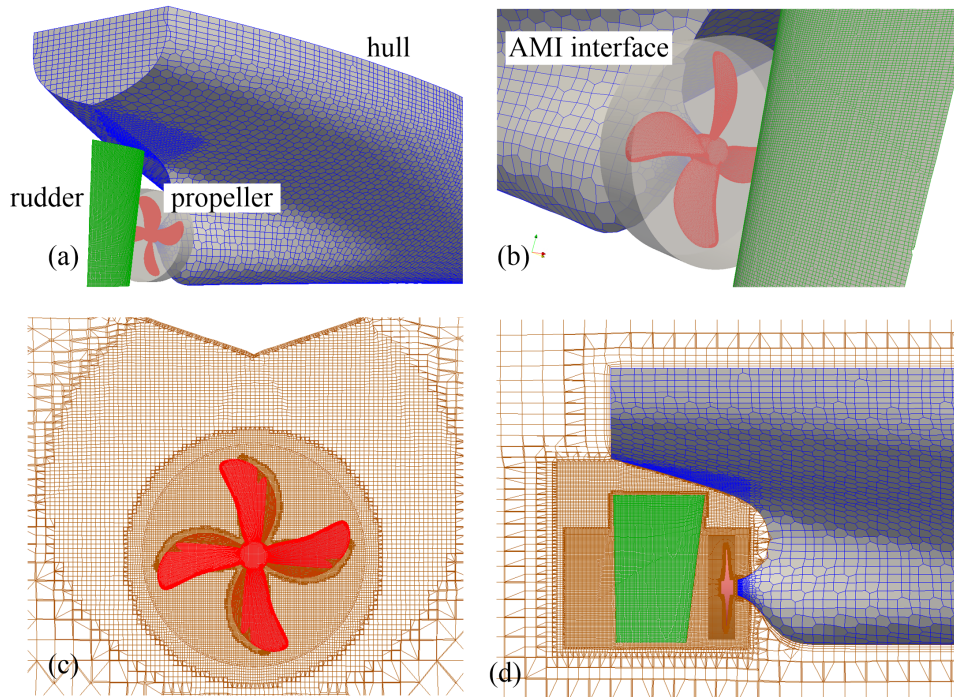 hull
rudder
propeller
(a)
AMI interface
(b)
(c)
(d)